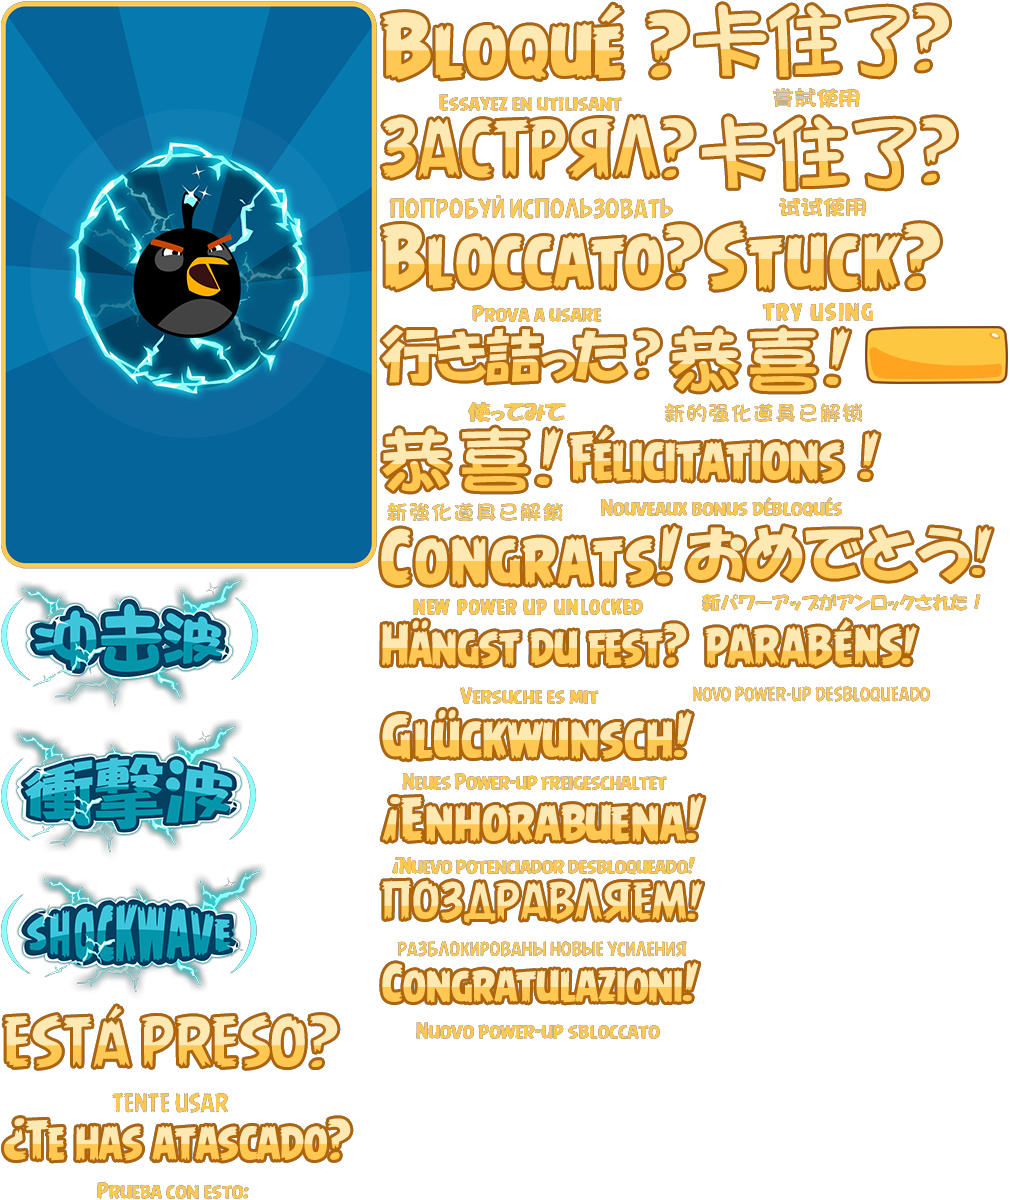 BLOQUÉ ?
ESSAYEZ EN UTILISANT
卡住了?
嘗試使用
ЗАСТРЯЛ?
ПОПРОБУЙ ИСПОЛЬЗОВАТЬ
卡住了?
试试使用
BLOCCATO?
PROVA A USARE
STUCK?
TRY USING
行き詰った?
使ってみて
恭喜!
新的强化道具已解锁
恭喜!
新強化道具已解鎖
FÉLICITATIONS !
NOUVEAUX BONUS DÉBLOQUÉS
CONGRATS!
NEW POWER UP UNLOCKED
おめでとう!
新パワーアップがアンロックされた!
HÄNGST DU FEST?
VERSUCHE ES MIT
PARABÉNS!
NOVO POWER-UP DESBLOQUEADO
GLÜCKWUNSCH!
NEUES POWER-UP FREIGESCHALTET
¡ENHORABUENA!
¡NUEVO POTENCIADOR DESBLOQUEADO!
ПОЗДРАВЛЯЕМ!
РАЗБЛОКИРОВАНЫ НОВЫЕ УСИЛЕНИЯ
CONGRATULAZIONI!
NUOVO POWER-UP SBLOCCATO
冲击波
衝撃波
SHOCKWAVE
ESTÁ PRESO?
TENTE USAR
¿TE HAS ATASCADO?
PRUEBA CON ESTO: